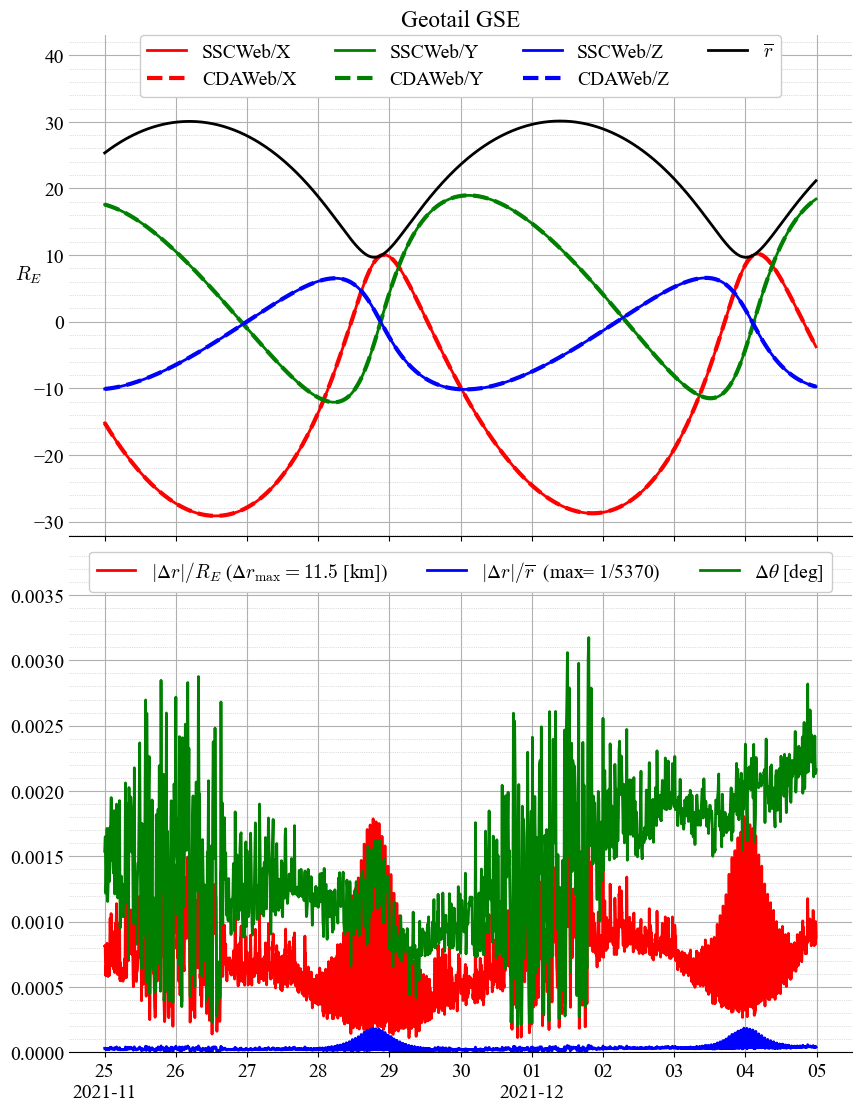 Geotail GSE
SSCWeb/X SSCWeb/Y SSCWeb/Z r̅
CDAWeb/X CDAWeb/Y CDAWeb/Z
40
30
20
10
R_E
0
−10
−20
−30
|Δr|/R_E (Δr_max = 11.5 [km]) |Δr|/r̅ (max= 1/5370) Δθ [deg]
0.0035
0.0030
0.0025
0.0020
0.0015
0.0010
0.0005
0.0000
25 26 27 28 29 30 01 02 03 04 05
2021-11 2021-12